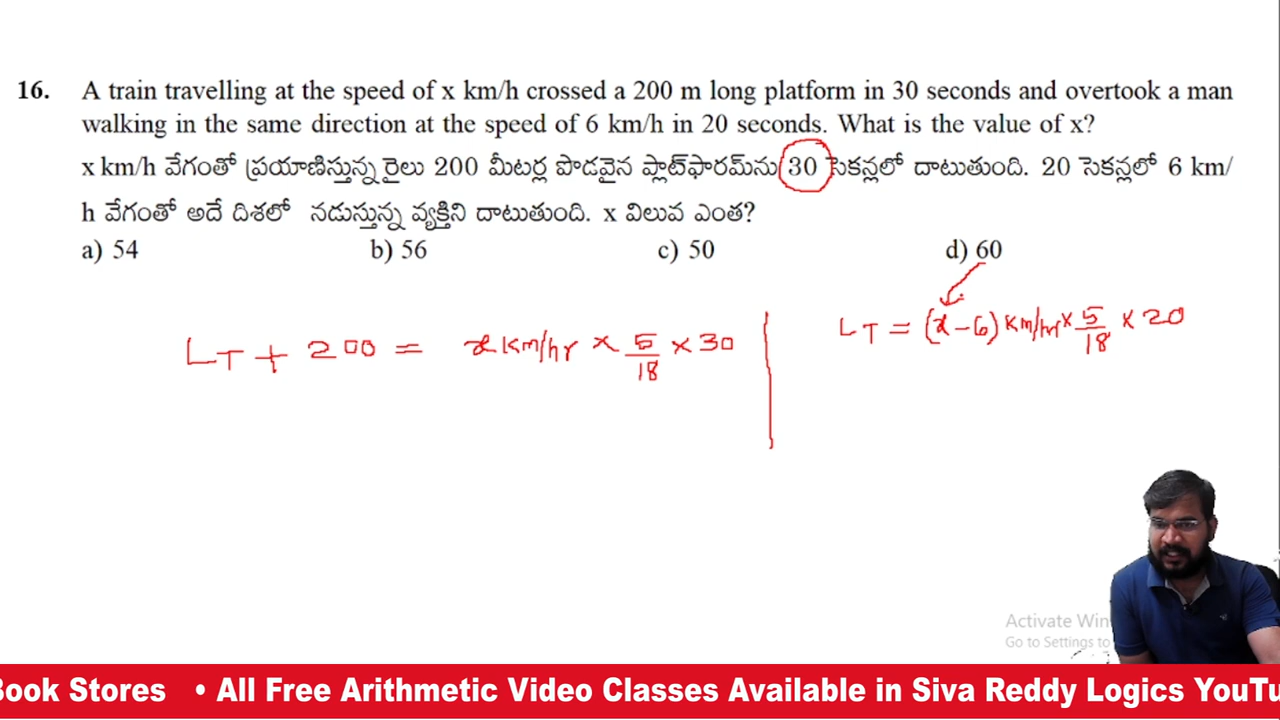 16. A train travelling at the speed of x km/h crossed a 200 m long platform in 30 seconds and overtook a man
walking in the same direction at the speed of 6 km/h in 20 seconds. What is the value of x?
x km/h వేగంతో ప్రయాణిస్తున్న రైలు 200 మీటర్ల పొడవైన ప్లాట్‌ఫారమ్‌ను 30 సెకన్లలో దాటుతుంది. 20 సెకన్లలో 6 km/
h వేగంతో అదే దిశలో నడుస్తున్న వ్యక్తిని దాటుతుంది. x విలువ ఎంత?
a) 54 b) 56 c) 50 d) 60
LT + 200 = x km/hr × 5/18 × 30
LT = (x - 6) km/hr × 5/18 × 20
Activate Win
Go to Settings to
Book Stores • All Free Arithmetic Video Classes Available in Siva Reddy Logics YouTu